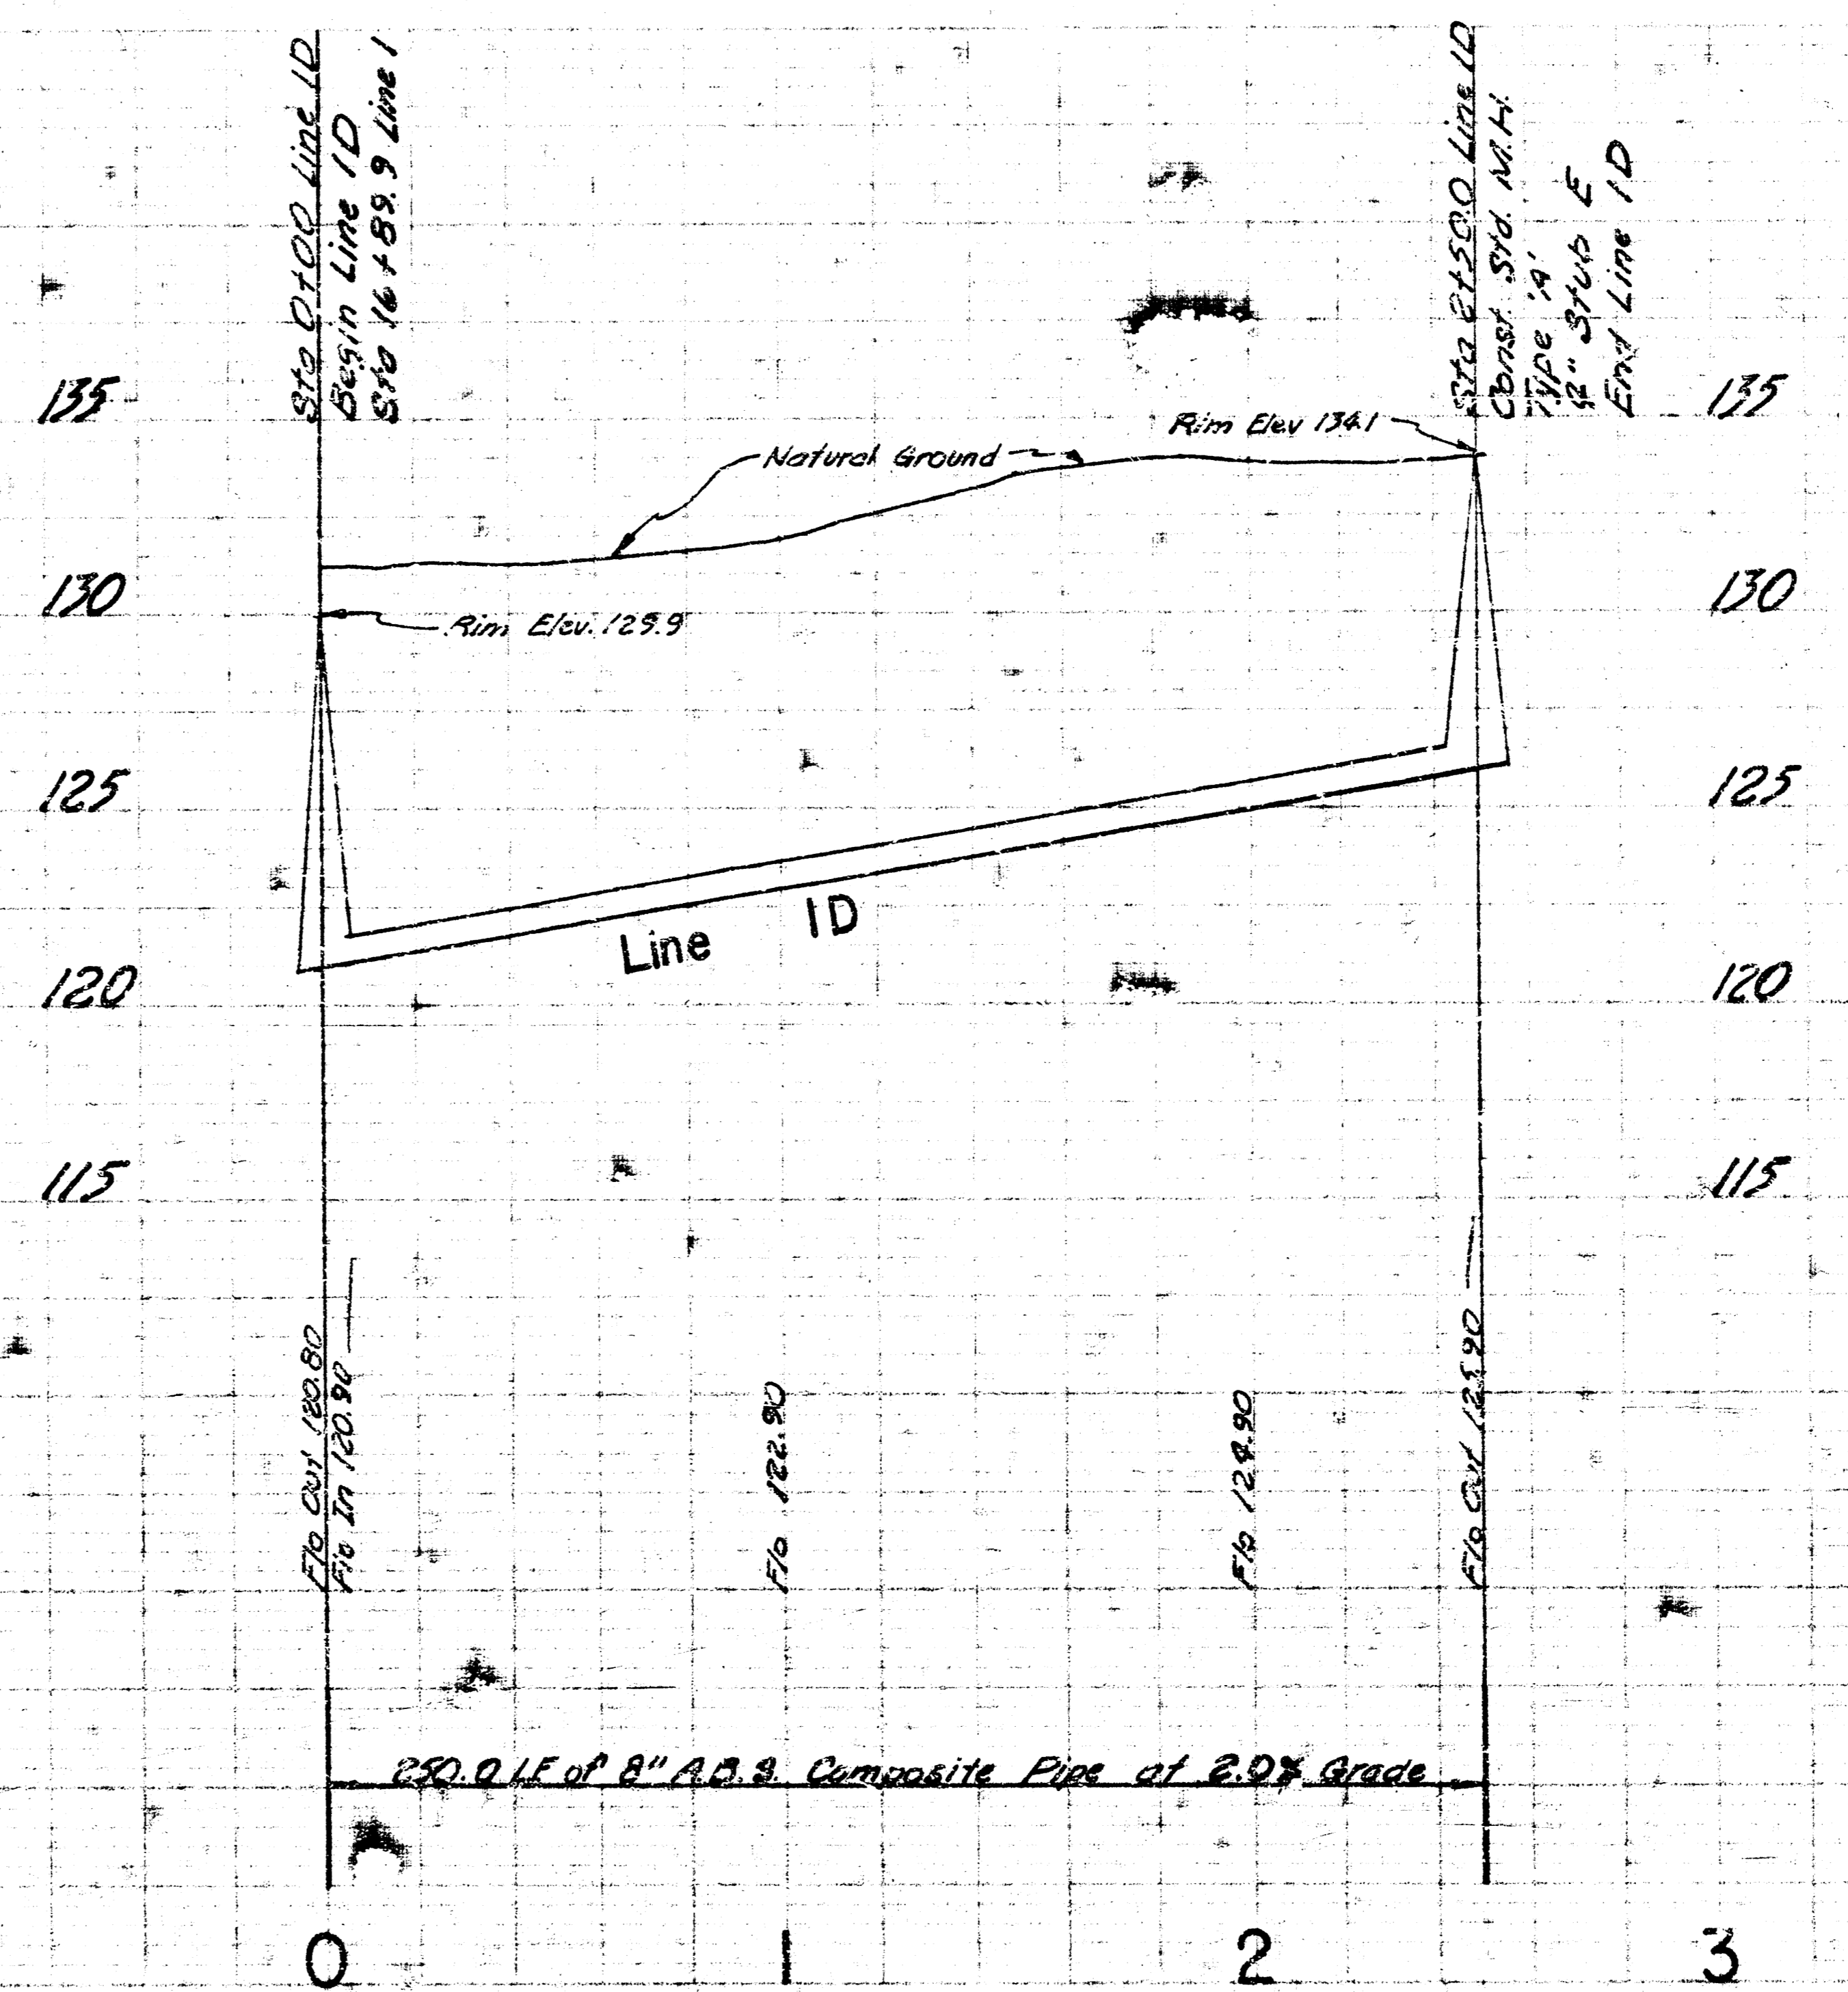 Sta 0+00 Line 1D
Begin Line 1D
Sta 16+89.9 Line 1
Sta 2+50.0 Line 1D
Const. Std. M.H.
Type 'A'
8" Stub E
End Line 1D
135
135
Rim Elev 134.1
Natural Ground
130
130
Rim Elev. 129.9
125
125
Line 1D
120
120
115
115
Flo Out 120.80
Flo In 120.90
Flo 122.90
Flo 124.90
Flo Out 125.90
250.0 LF of 8" A.B.S. Composite Pipe at 2.0% Grade
0 1 2 3